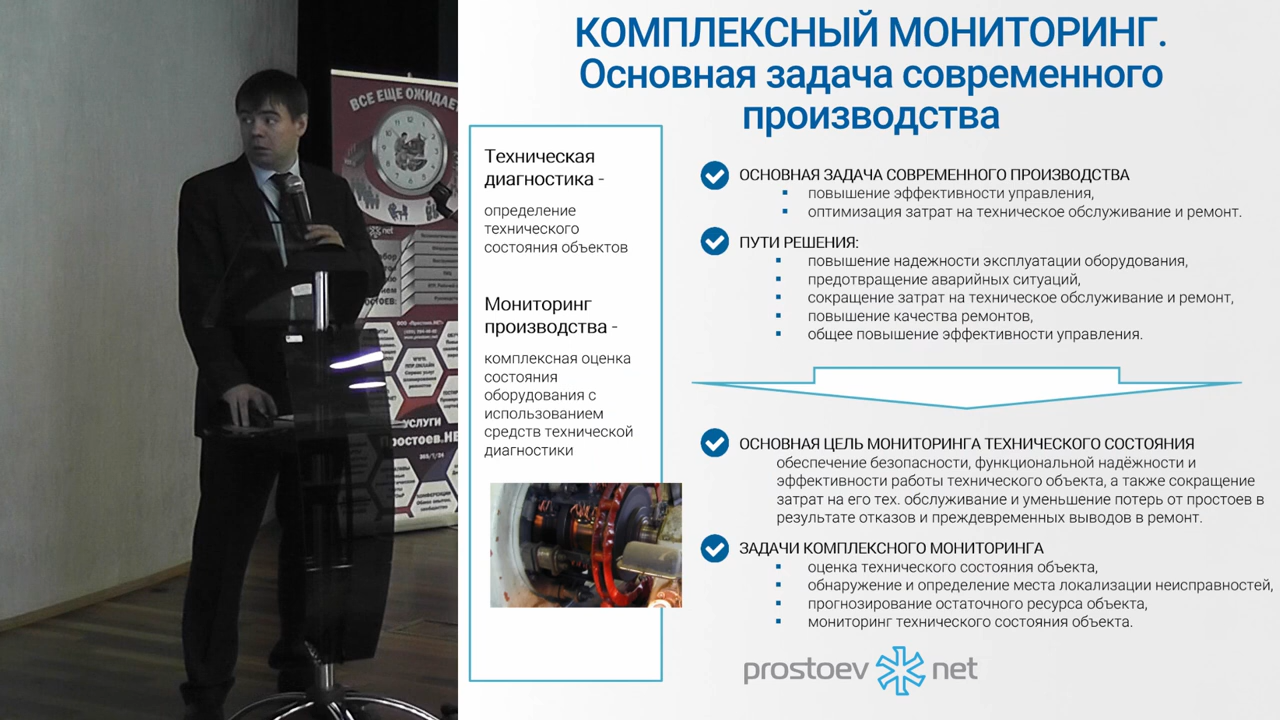 КОМПЛЕКСНЫЙ МОНИТОРИНГ.
Основная задача современного
производства
Техническая
диагностика -
определение
технического
состояния объектов
Мониторинг
производства -
комплексная оценка
состояния
оборудования с
использованием
средств технической
диагностики
ОСНОВНАЯ ЗАДАЧА СОВРЕМЕННОГО ПРОИЗВОДСТВА
▪ повышение эффективности управления,
▪ оптимизация затрат на техническое обслуживание и ремонт.
ПУТИ РЕШЕНИЯ:
▪ повышение надежности эксплуатации оборудования,
▪ предотвращение аварийных ситуаций,
▪ сокращение затрат на техническое обслуживание и ремонт,
▪ повышение качества ремонтов,
▪ общее повышение эффективности управления.
ОСНОВНАЯ ЦЕЛЬ МОНИТОРИНГА ТЕХНИЧЕСКОГО СОСТОЯНИЯ
обеспечение безопасности, функциональной надёжности и
эффективности работы технического объекта, а также сокращение
затрат на его тех. обслуживание и уменьшение потерь от простоев в
результате отказов и преждевременных выводов в ремонт.
ЗАДАЧИ КОМПЛЕКСНОГО МОНИТОРИНГА
▪ оценка технического состояния объекта,
▪ обнаружение и определение места локализации неисправностей,
▪ прогнозирование остаточного ресурса объекта,
▪ мониторинг технического состояния объекта.
prostoev net
ВСЕ ЕЩЕ ОЖИДАЕТ
УСЛУГИ
Простоев.НЕ